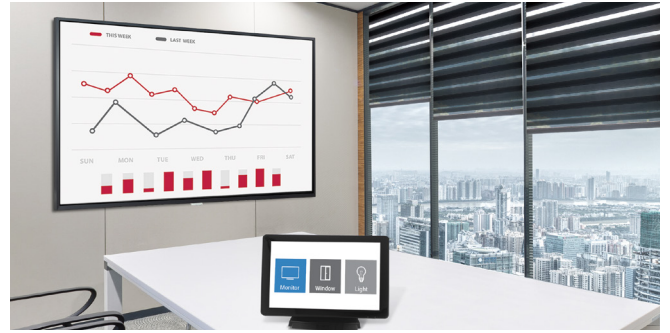 THIS WEEK LAST WEEK
SUN MON TUE WED THU FRI SAT
Monitor Window Light